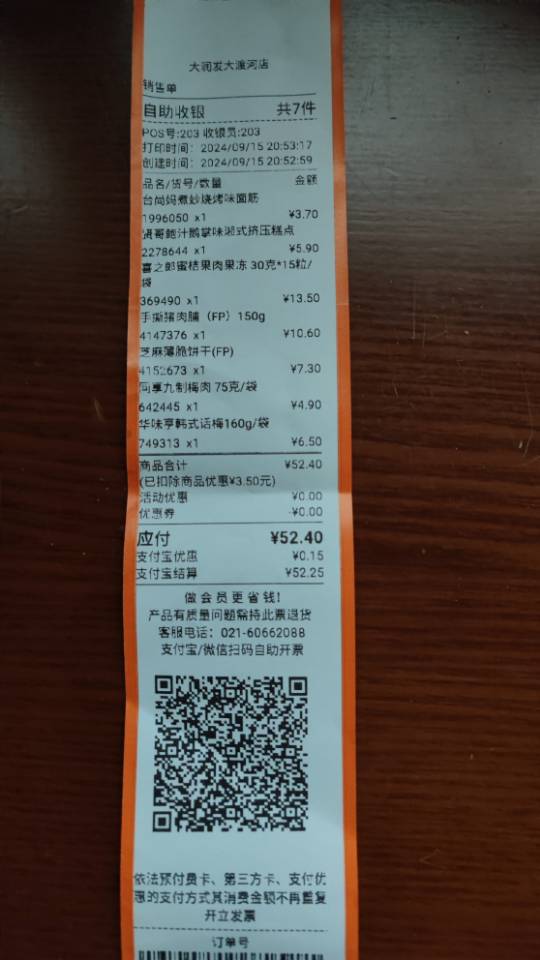 大润发大渡河店
销售单
自助收银 共7件
POS号:203 收银员:203
打印时间: 2024/09/15 20:53:17
创建时间: 2024/09/15 20:52:59
品名/货号/数量 金额
台尚妈煮妙烧烤味面筋
1996050 x1 ¥3.70
贤哥鲍汁鹅掌味湘式挤压糕点
2278644 x1 ¥5.90
喜之郎蜜桔果肉果冻 30克*15粒/
袋
369490 x1 ¥13.50
手撕猪肉脯（FP）150g
4147376 x1 ¥10.60
芝麻薄脆饼干(FP)
4152673 x1 ¥7.30
同享九制梅肉 75克/袋
642445 x1 ¥4.90
华味亨韩式话梅160g/袋
749313 x1 ¥6.50
商品合计 ¥52.40
(已扣除商品优惠¥3.50元)
活动优惠 ¥0.00
优惠券 -¥0.00
应付 ¥52.40
支付宝优惠 ¥0.15
支付宝结算 ¥52.25
做会员更省钱!
产品有质量问题需持此票退货
客服电话: 021-60662088
支付宝/微信扫码自助开票
依法预付费卡、第三方卡、支付优
惠的支付方式其消费金额不再重复
开立发票
订单号